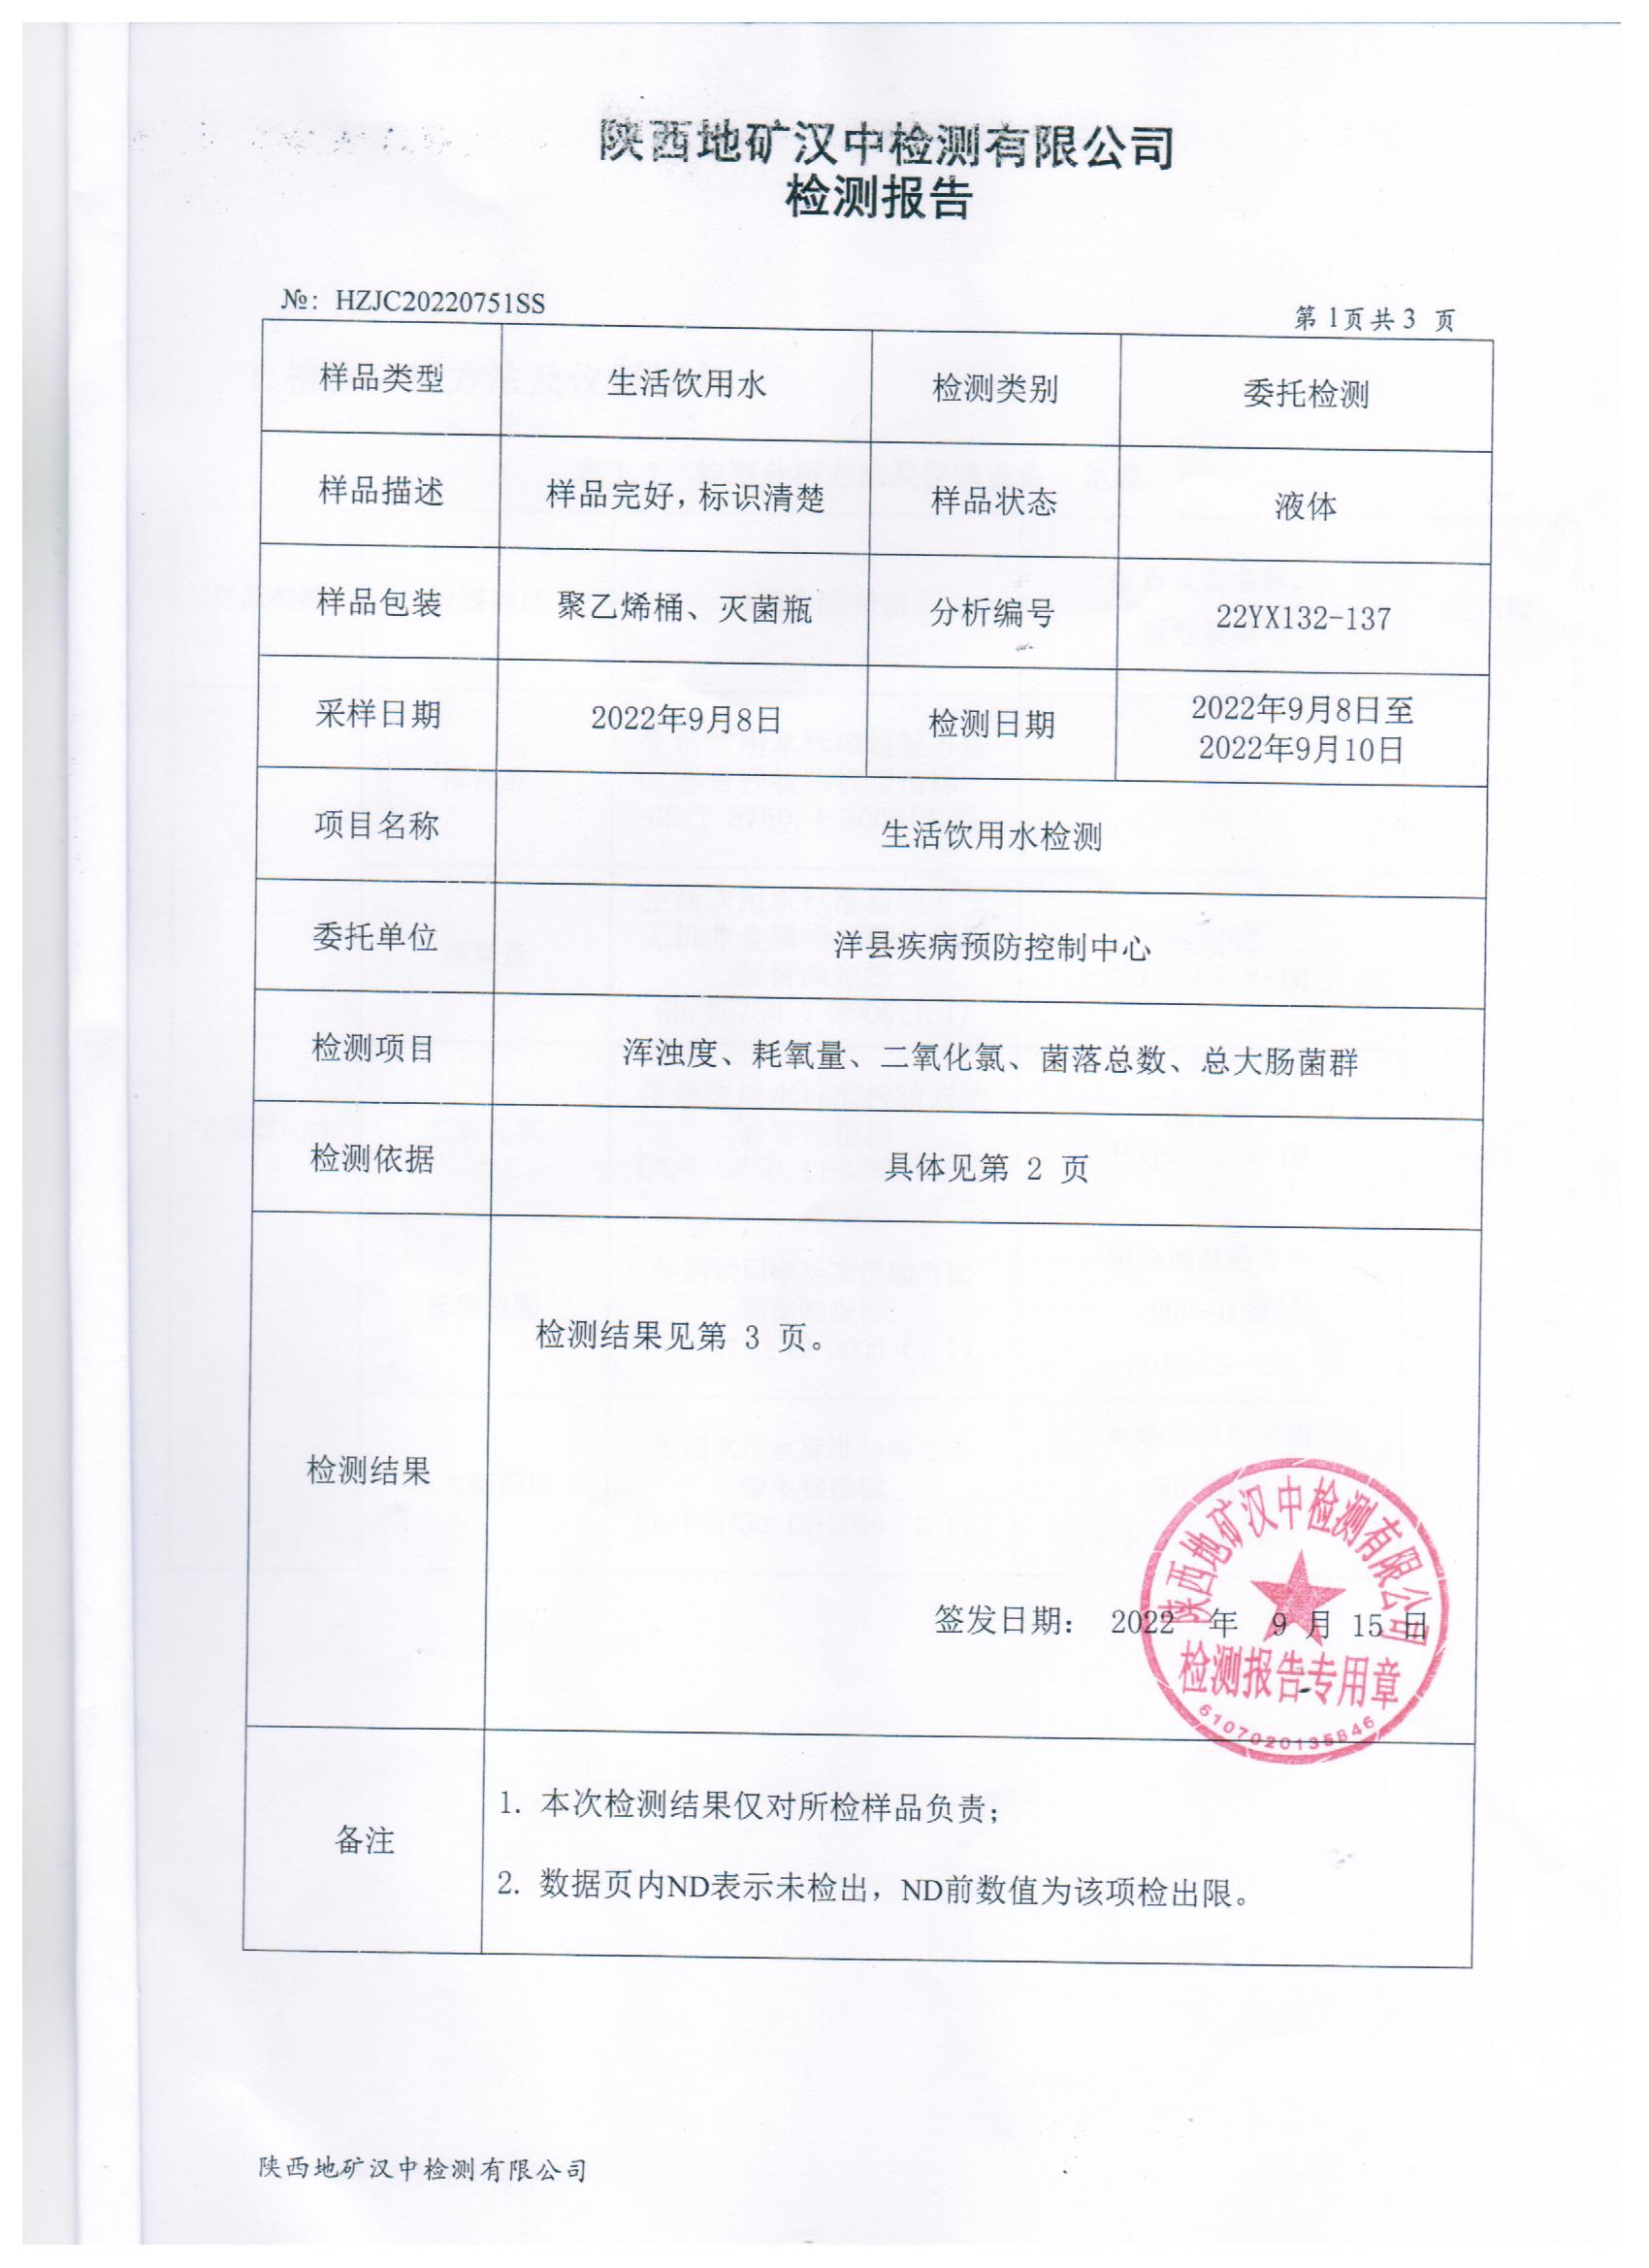 陕西地矿汉中检测有限公司
检测报告
№: HZJC20220751SS
第 1页 共 3 页
样品类型 生活饮用水 检测类别 委托检测
样品描述 样品完好，标识清楚 样品状态 液体
样品包装 聚乙烯桶、灭菌瓶 分析编号 22YX132-137
采样日期 2022年9月8日 检测日期 2022年9月8日至
2022年9月10日
项目名称 生活饮用水检测
委托单位 洋县疾病预防控制中心
检测项目 浑浊度、耗氧量、二氧化氯、菌落总数、总大肠菌群
检测依据 具体见第 2 页
检测结果见第 3 页。
检测结果
签发日期： 2022 年 9 月 15 日
陕西地矿汉中检测有限公司
检测报告专用章
6107020135846
备注
1. 本次检测结果仅对所检样品负责；
2. 数据页内ND表示未检出，ND前数值为该项检出限。
陕西地矿汉中检测有限公司